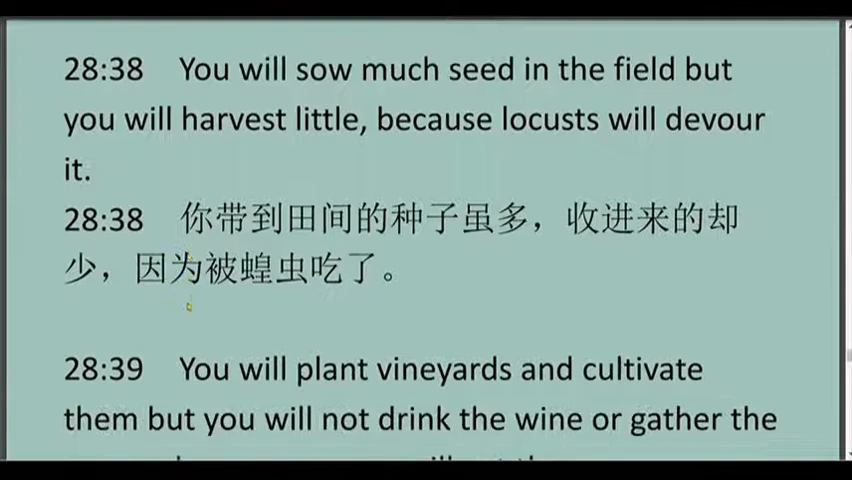 28:38 You will sow much seed in the field but
you will harvest little, because locusts will devour
it.
28:38 你带到田间的种子虽多，收进来的却
少，因为被蝗虫吃了。
28:39 You will plant vineyards and cultivate
them but you will not drink the wine or gather the